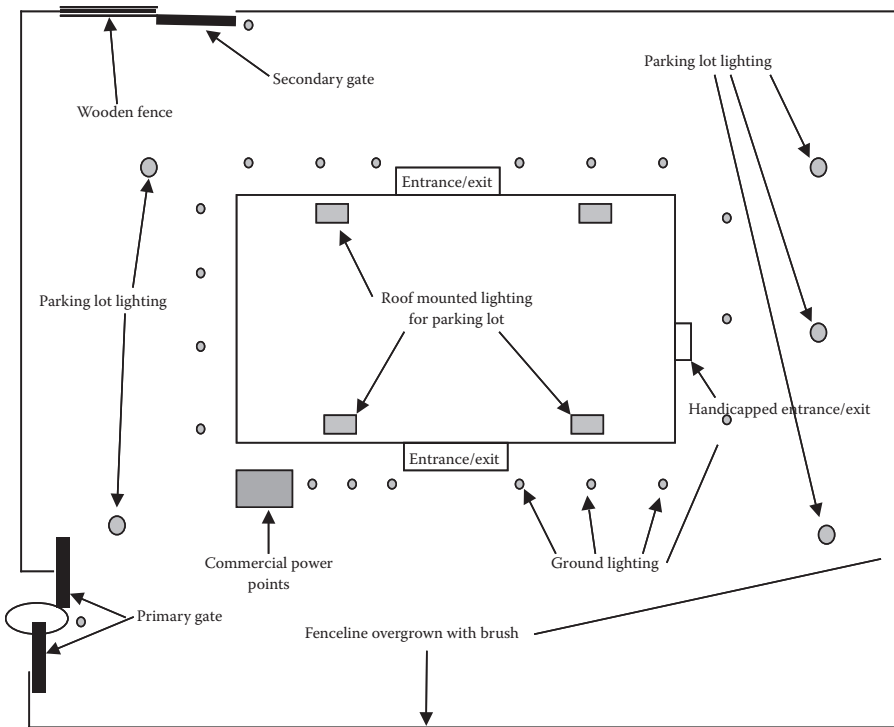 Secondary gate
Parking lot lighting
Wooden fence
Entrance/exit
Parking lot lighting
Roof mounted lighting
for parking lot
Handicapped entrance/exit
Entrance/exit
Commercial power
points
Ground lighting
Primary gate
Fenceline overgrown with brush